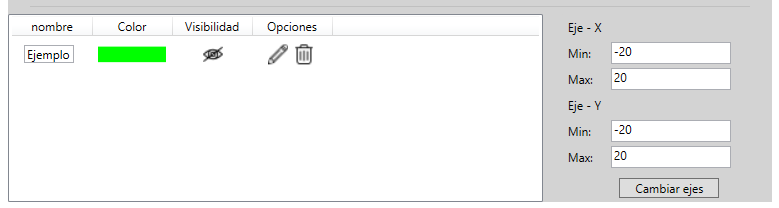 nombre Color Visibilidad Opciones
Ejemplo
Eje - X
Min: -20
Max: 20
Eje - Y
Min: -20
Max: 20
Cambiar ejes